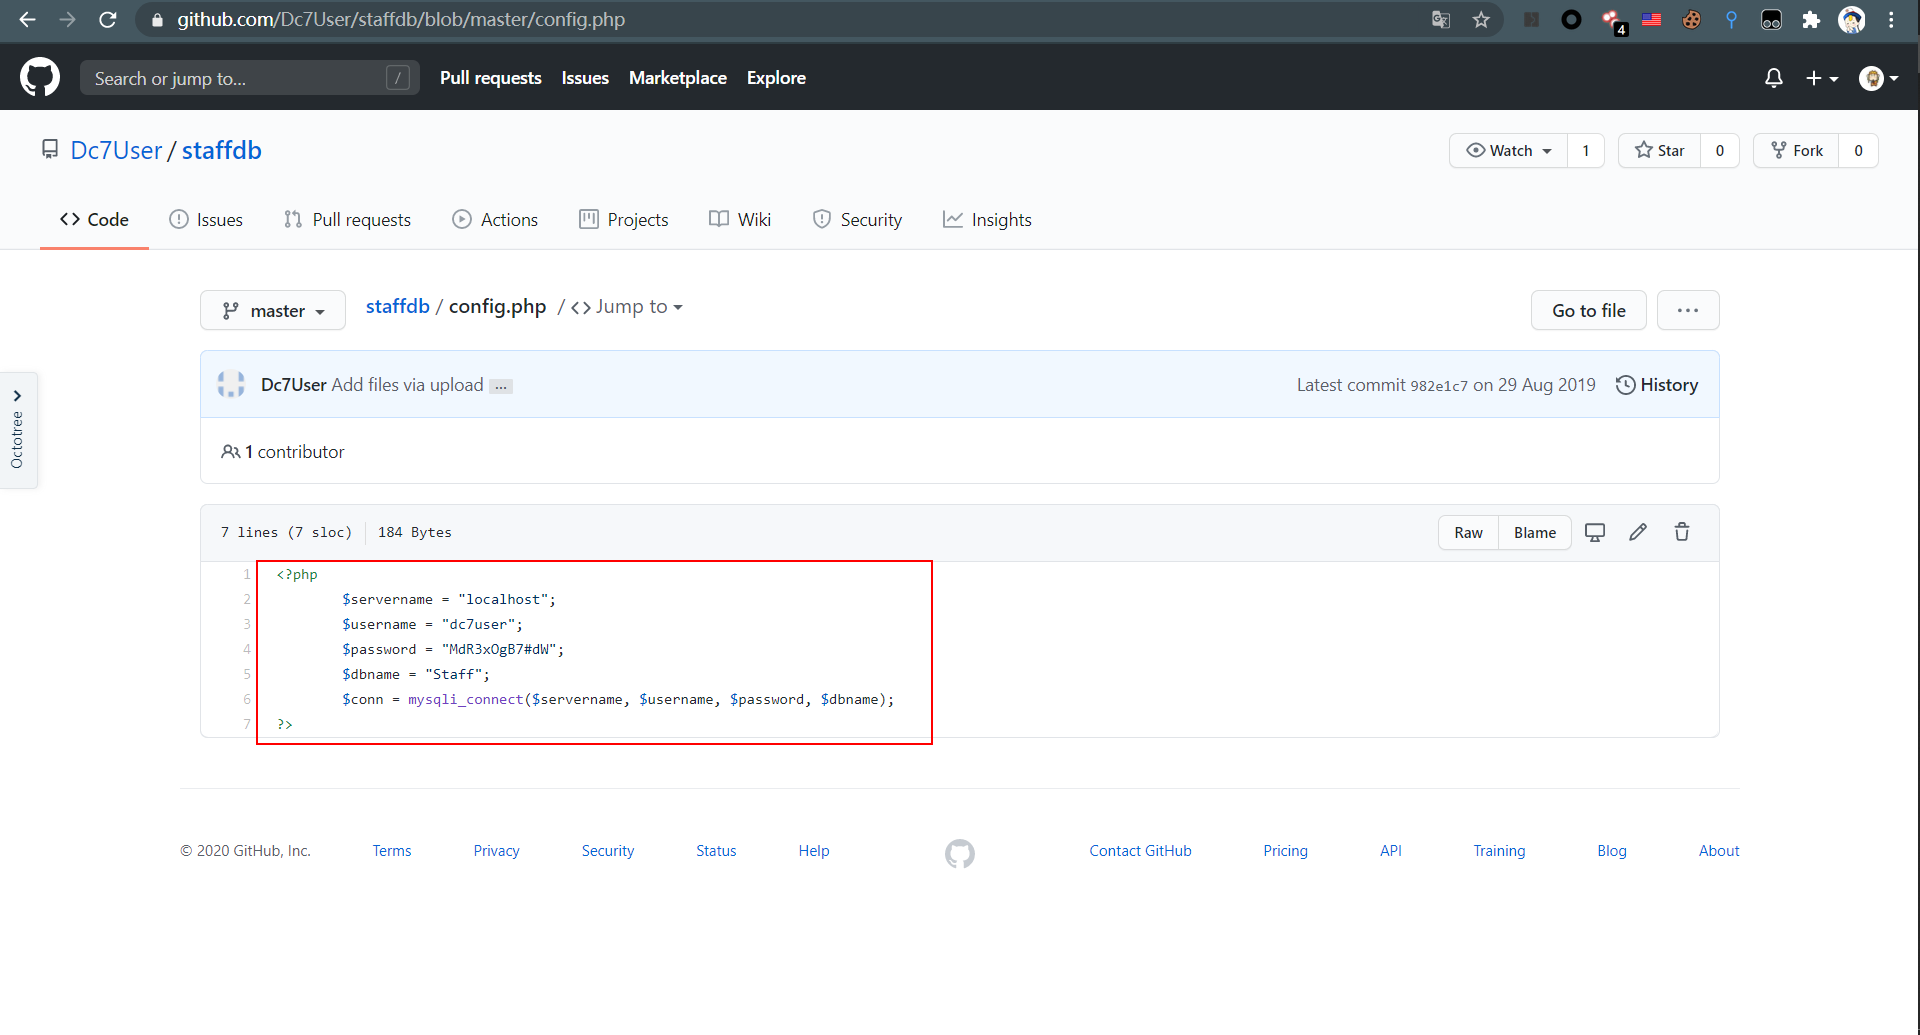 github.com/Dc7User/staffdb/blob/master/config.php
4
Search or jump to...
/
Pull requests
Issues
Marketplace
Explore
Dc7User / staffdb
Watch 1
Star 0
Fork 0
Code
Issues
Pull requests
Actions
Projects
Wiki
Security
Insights
master
staffdb / config.php / <> Jump to
Go to file
...
Octotree
Dc7User Add files via upload ...
Latest commit 982e1c7 on 29 Aug 2019
History
1 contributor
7 lines (7 sloc) 184 Bytes
Raw
Blame
1 <?php
2 $servername = "localhost";
3 $username = "dc7user";
4 $password = "MdR3xOgB7#dW";
5 $dbname = "Staff";
6 $conn = mysqli_connect($servername, $username, $password, $dbname);
7 ?>
© 2020 GitHub, Inc.
Terms
Privacy
Security
Status
Help
Contact GitHub
Pricing
API
Training
Blog
About